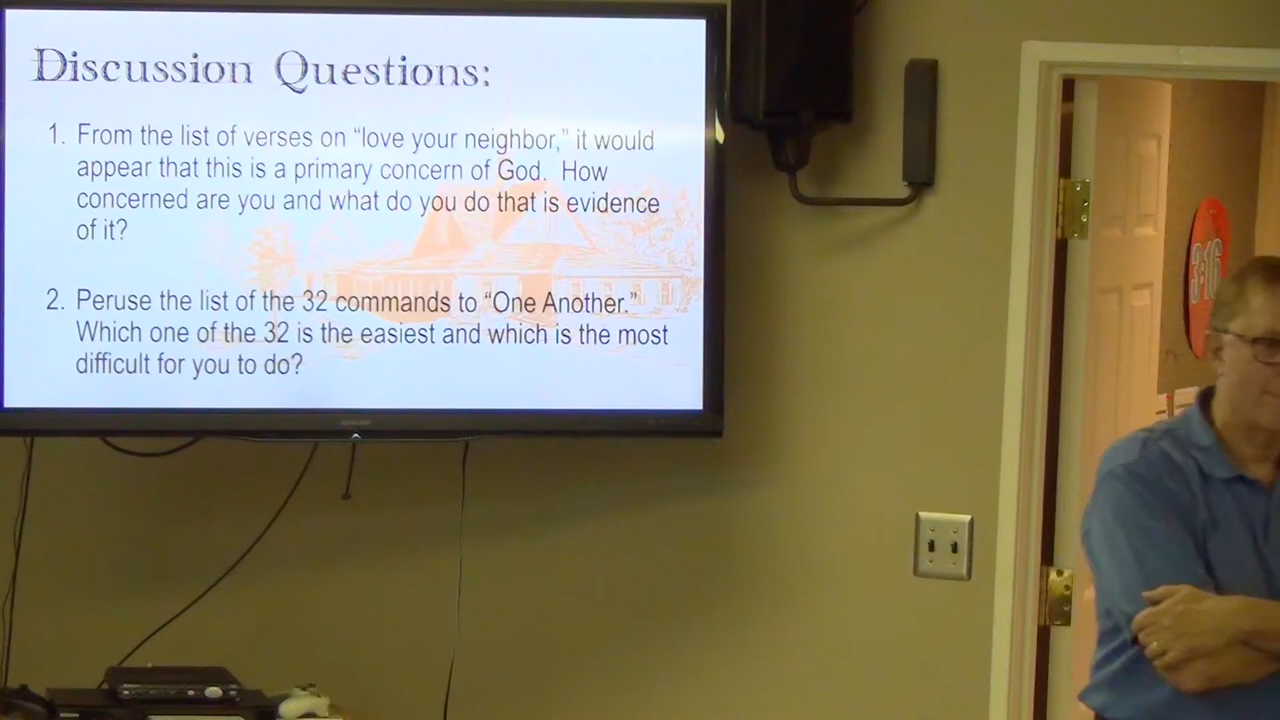 Discussion Questions:
1. From the list of verses on “love your neighbor,” it would
appear that this is a primary concern of God. How
concerned are you and what do you do that is evidence
of it?
2. Peruse the list of the 32 commands to “One Another.”
Which one of the 32 is the easiest and which is the most
difficult for you to do?
3:16